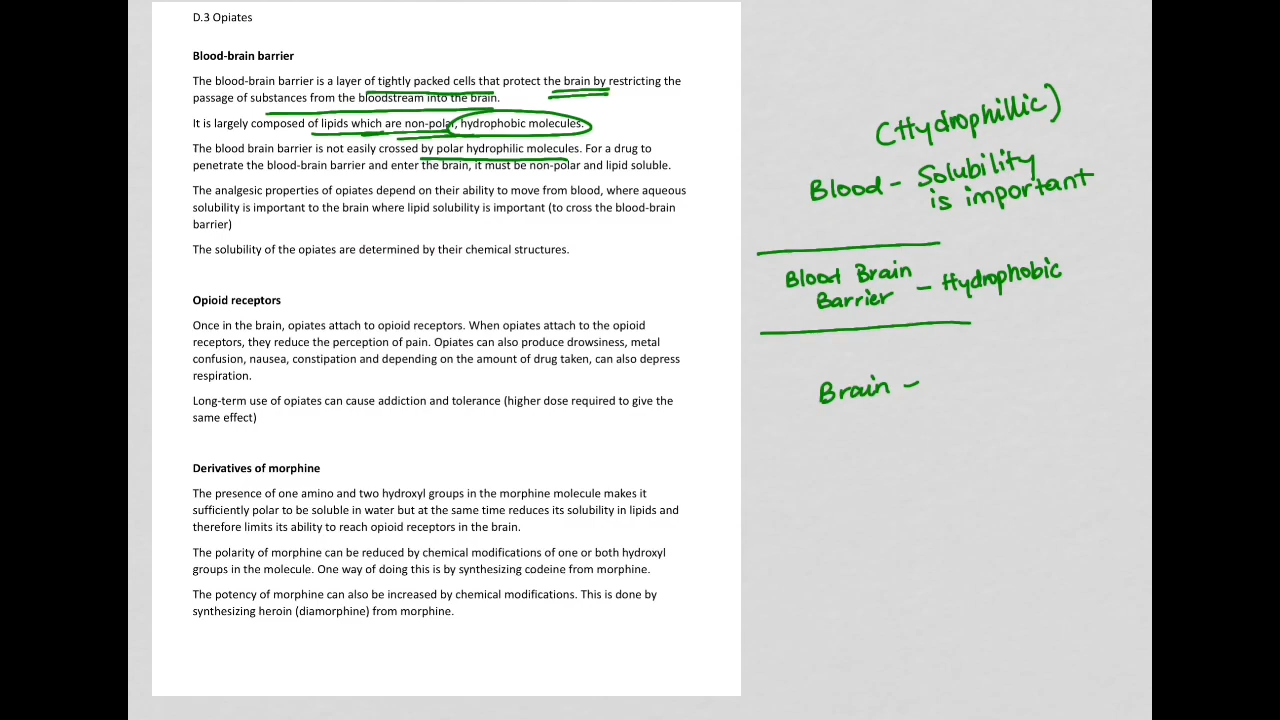 D.3 Opiates
Blood-brain barrier
The blood-brain barrier is a layer of tightly packed cells that protect the brain by restricting the
passage of substances from the bloodstream into the brain.
It is largely composed of lipids which are non-polar, hydrophobic molecules.
The blood brain barrier is not easily crossed by polar hydrophilic molecules. For a drug to
penetrate the blood-brain barrier and enter the brain, it must be non-polar and lipid soluble.
The analgesic properties of opiates depend on their ability to move from blood, where aqueous
solubility is important to the brain where lipid solubility is important (to cross the blood-brain
barrier)
The solubility of the opiates are determined by their chemical structures.
Opioid receptors
Once in the brain, opiates attach to opioid receptors. When opiates attach to the opioid
receptors, they reduce the perception of pain. Opiates can also produce drowsiness, metal
confusion, nausea, constipation and depending on the amount of drug taken, can also depress
respiration.
Long-term use of opiates can cause addiction and tolerance (higher dose required to give the
same effect)
Derivatives of morphine
The presence of one amino and two hydroxyl groups in the morphine molecule makes it
sufficiently polar to be soluble in water but at the same time reduces its solubility in lipids and
therefore limits its ability to reach opioid receptors in the brain.
The polarity of morphine can be reduced by chemical modifications of one or both hydroxyl
groups in the molecule. One way of doing this is by synthesizing codeine from morphine.
The potency of morphine can also be increased by chemical modifications. This is done by
synthesizing heroin (diamorphine) from morphine.
(Hydrophillic)
Blood - Solubility
is important
Blood Brain
Barrier - Hydrophobic
Brain -